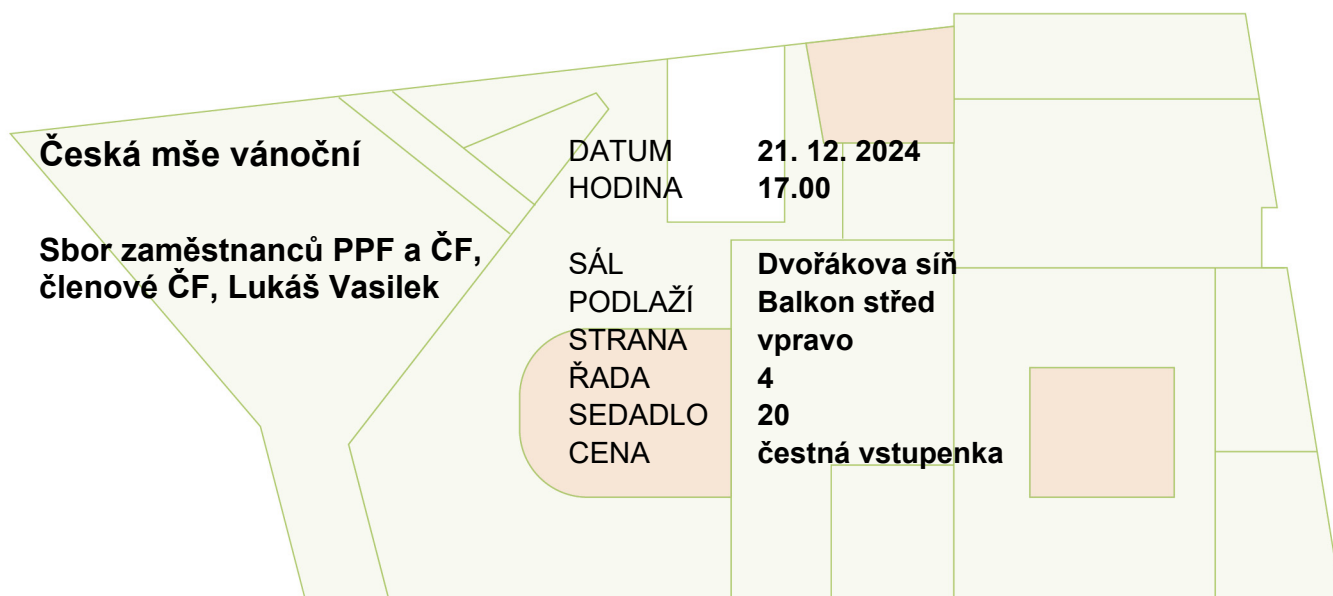 Česká mše vánoční
Sbor zaměstnanců PPF a ČF,
členové ČF, Lukáš Vasilek
DATUM 21. 12. 2024
HODINA 17.00
SÁL Dvořákova síň
PODLAŽÍ Balkon střed
STRANA vpravo
ŘADA 4
SEDADLO 20
CENA čestná vstupenka